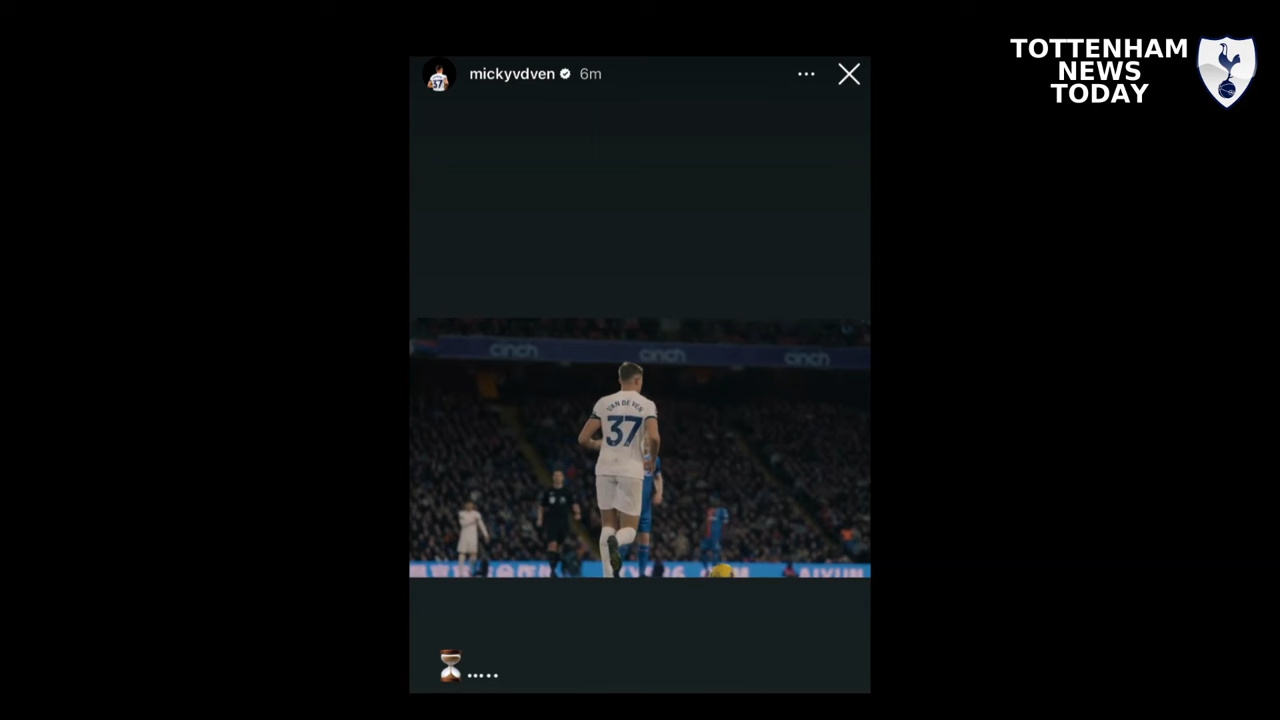 mickyvdven 6m
TOTTENHAM
NEWS
TODAY
cinch cinch cinch
VAN DE VEN
37
.....